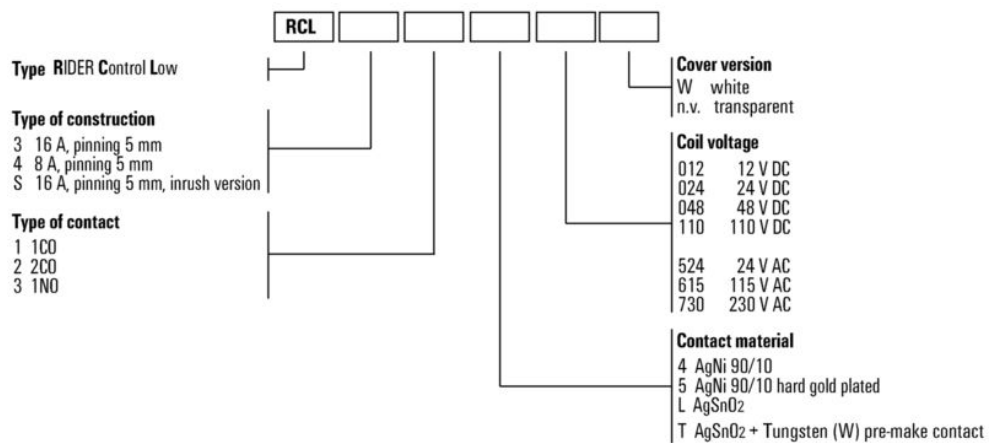 RCL
Type RIDER Control Low
Type of construction
3 16 A, pinning 5 mm
4 8 A, pinning 5 mm
S 16 A, pinning 5 mm, inrush version
Type of contact
1 1CO
2 2CO
3 1NO
Cover version
W white
n.v. transparent
Coil voltage
012 12 V DC
024 24 V DC
048 48 V DC
110 110 V DC
524 24 V AC
615 115 V AC
730 230 V AC
Contact material
4 AgNi 90/10
5 AgNi 90/10 hard gold plated
L AgSnO2
T AgSnO2 + Tungsten (W) pre-make contact